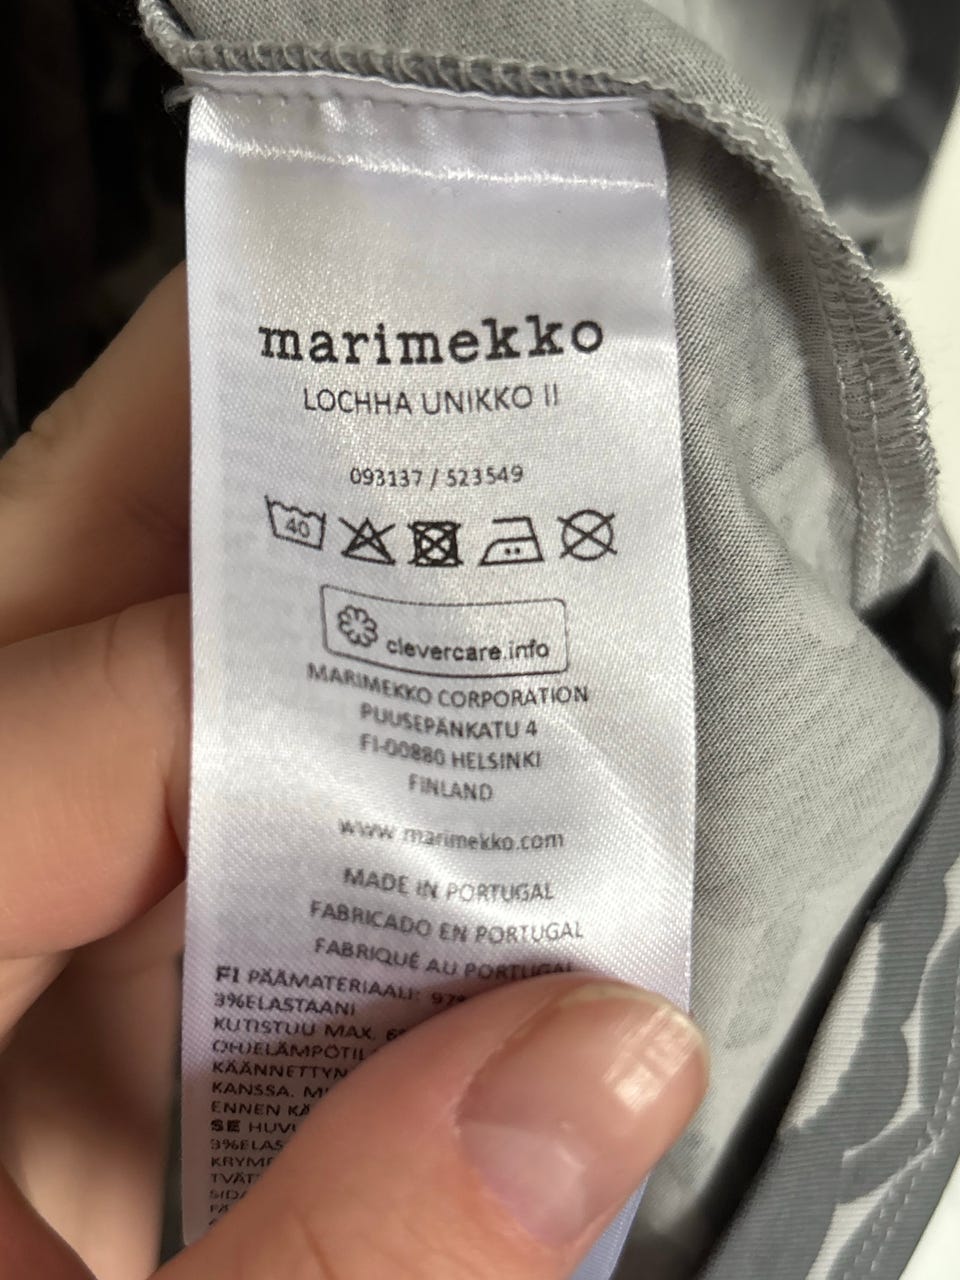 marimekko
LOCHHA UNIKKO II
093137 / 523549
40
clevercare.info
MARIMEKKO CORPORATION
PUUSEPÄNKATU 4
FI-00880 HELSINKI
FINLAND
www.marimekko.com
MADE IN PORTUGAL
FABRICADO EN PORTUGAL
FABRIQUÉ AU PORTUGAL
FI PÄÄMATERIAALI: 97%
3%ELASTAANI
KUTISTUU MAX.
KANSSA.
ENNEN
SE